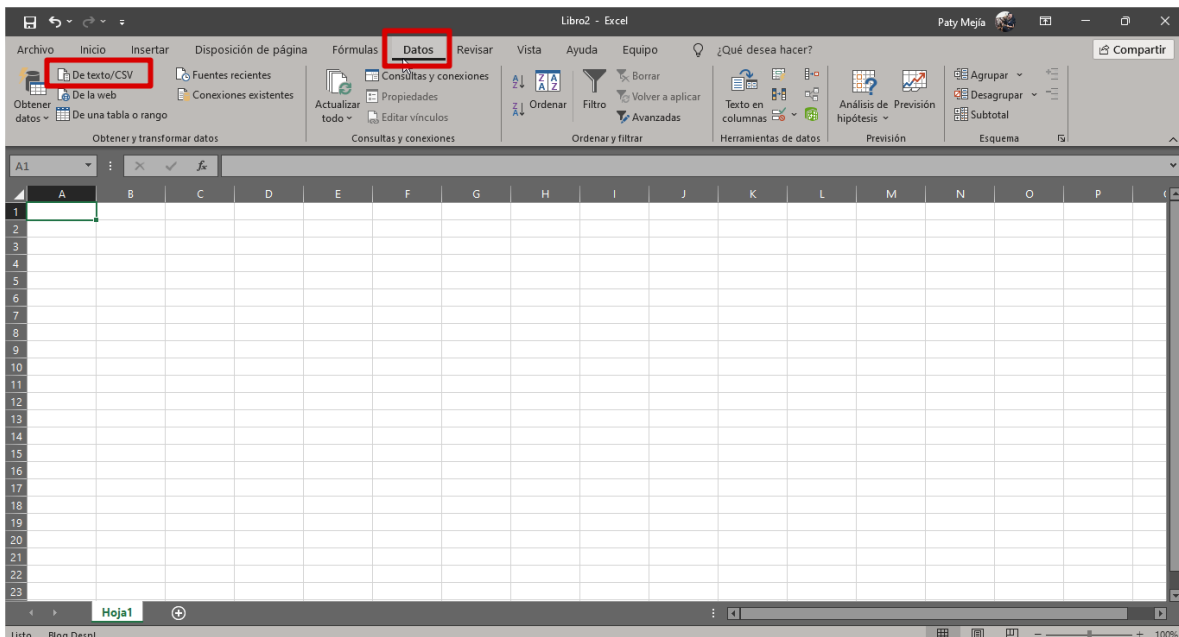 Libro2 - Excel
Paty Mejía
Archivo Inicio Insertar Disposición de página Fórmulas Datos Revisar Vista Ayuda Equipo ¿Qué desea hacer? Compartir
Obtener datos
De texto/CSV
De la web
De una tabla o rango
Fuentes recientes
Conexiones existentes
Obtener y transformar datos
Actualizar todo
Consultas y conexiones
Propiedades
Editar vínculos
Consultas y conexiones
Ordenar
Filtro
Borrar
Volver a aplicar
Avanzadas
Ordenar y filtrar
Texto en columnas
Herramientas de datos
Análisis de hipótesis
Previsión
Previsión
Agrupar
Desagrupar
Subtotal
Esquema
A1 fx
A B C D E F G H I J K L M N O P
1
2
3
4
5
6
7
8
9
10
11
12
13
14
15
16
17
18
19
20
21
22
23
Hoja1
Listo Bloq Despl 100%